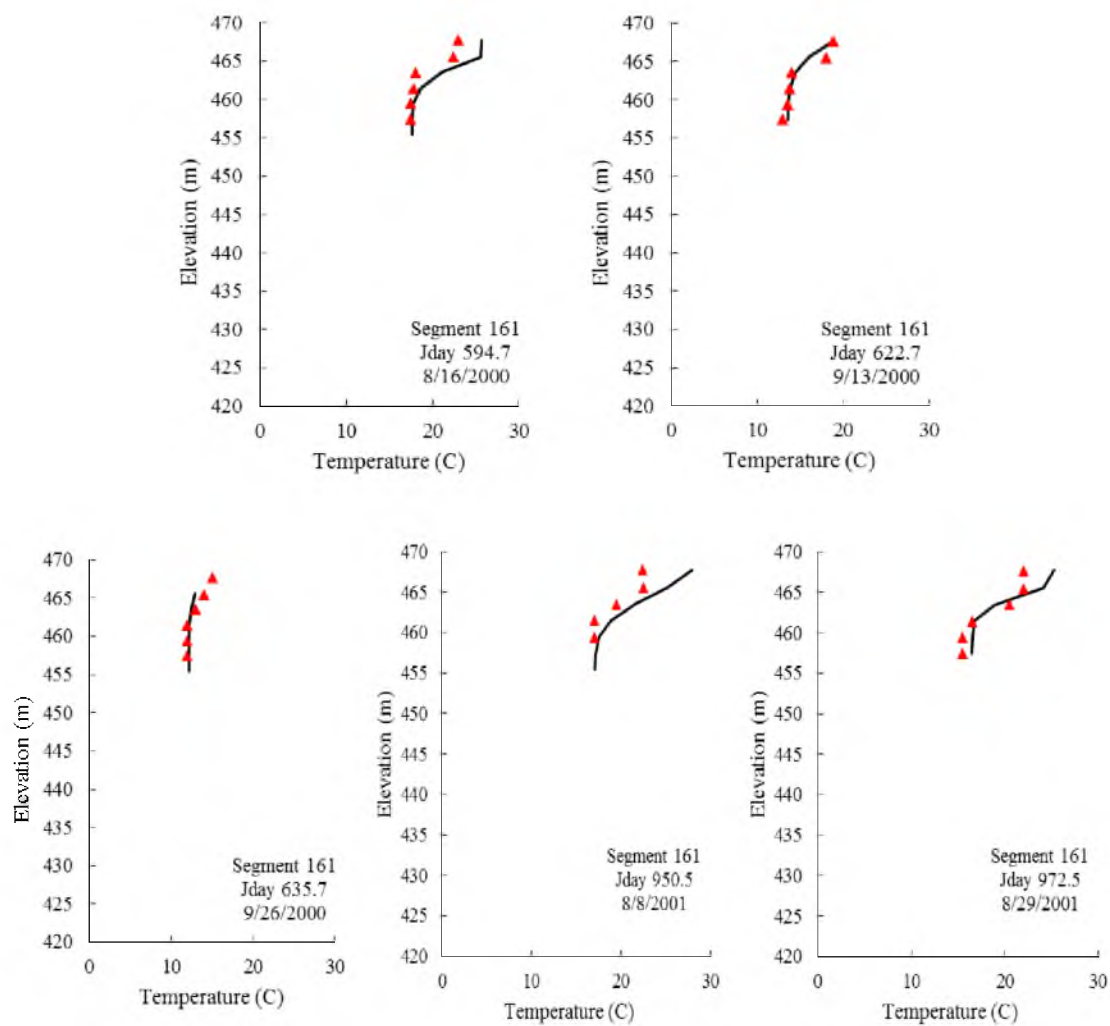 470
465
460
455
450
445
440
435
430
425
420
Elevation (m)
0 10 20 30
Temperature (C)
Segment 161
Jday 594.7
8/16/2000
470
465
460
455
450
445
440
435
430
425
420
Elevation (m)
0 10 20 30
Temperature (C)
Segment 161
Jday 622.7
9/13/2000
470
465
460
455
450
445
440
435
430
425
420
Elevation (m)
0 10 20 30
Temperature (C)
Segment 161
Jday 635.7
9/26/2000
470
465
460
455
450
445
440
435
430
425
420
Elevation (m)
0 10 20 30
Temperature (C)
Segment 161
Jday 950.5
8/8/2001
470
465
460
455
450
445
440
435
430
425
420
Elevation (m)
0 10 20 30
Temperature (C)
Segment 161
Jday 972.5
8/29/2001